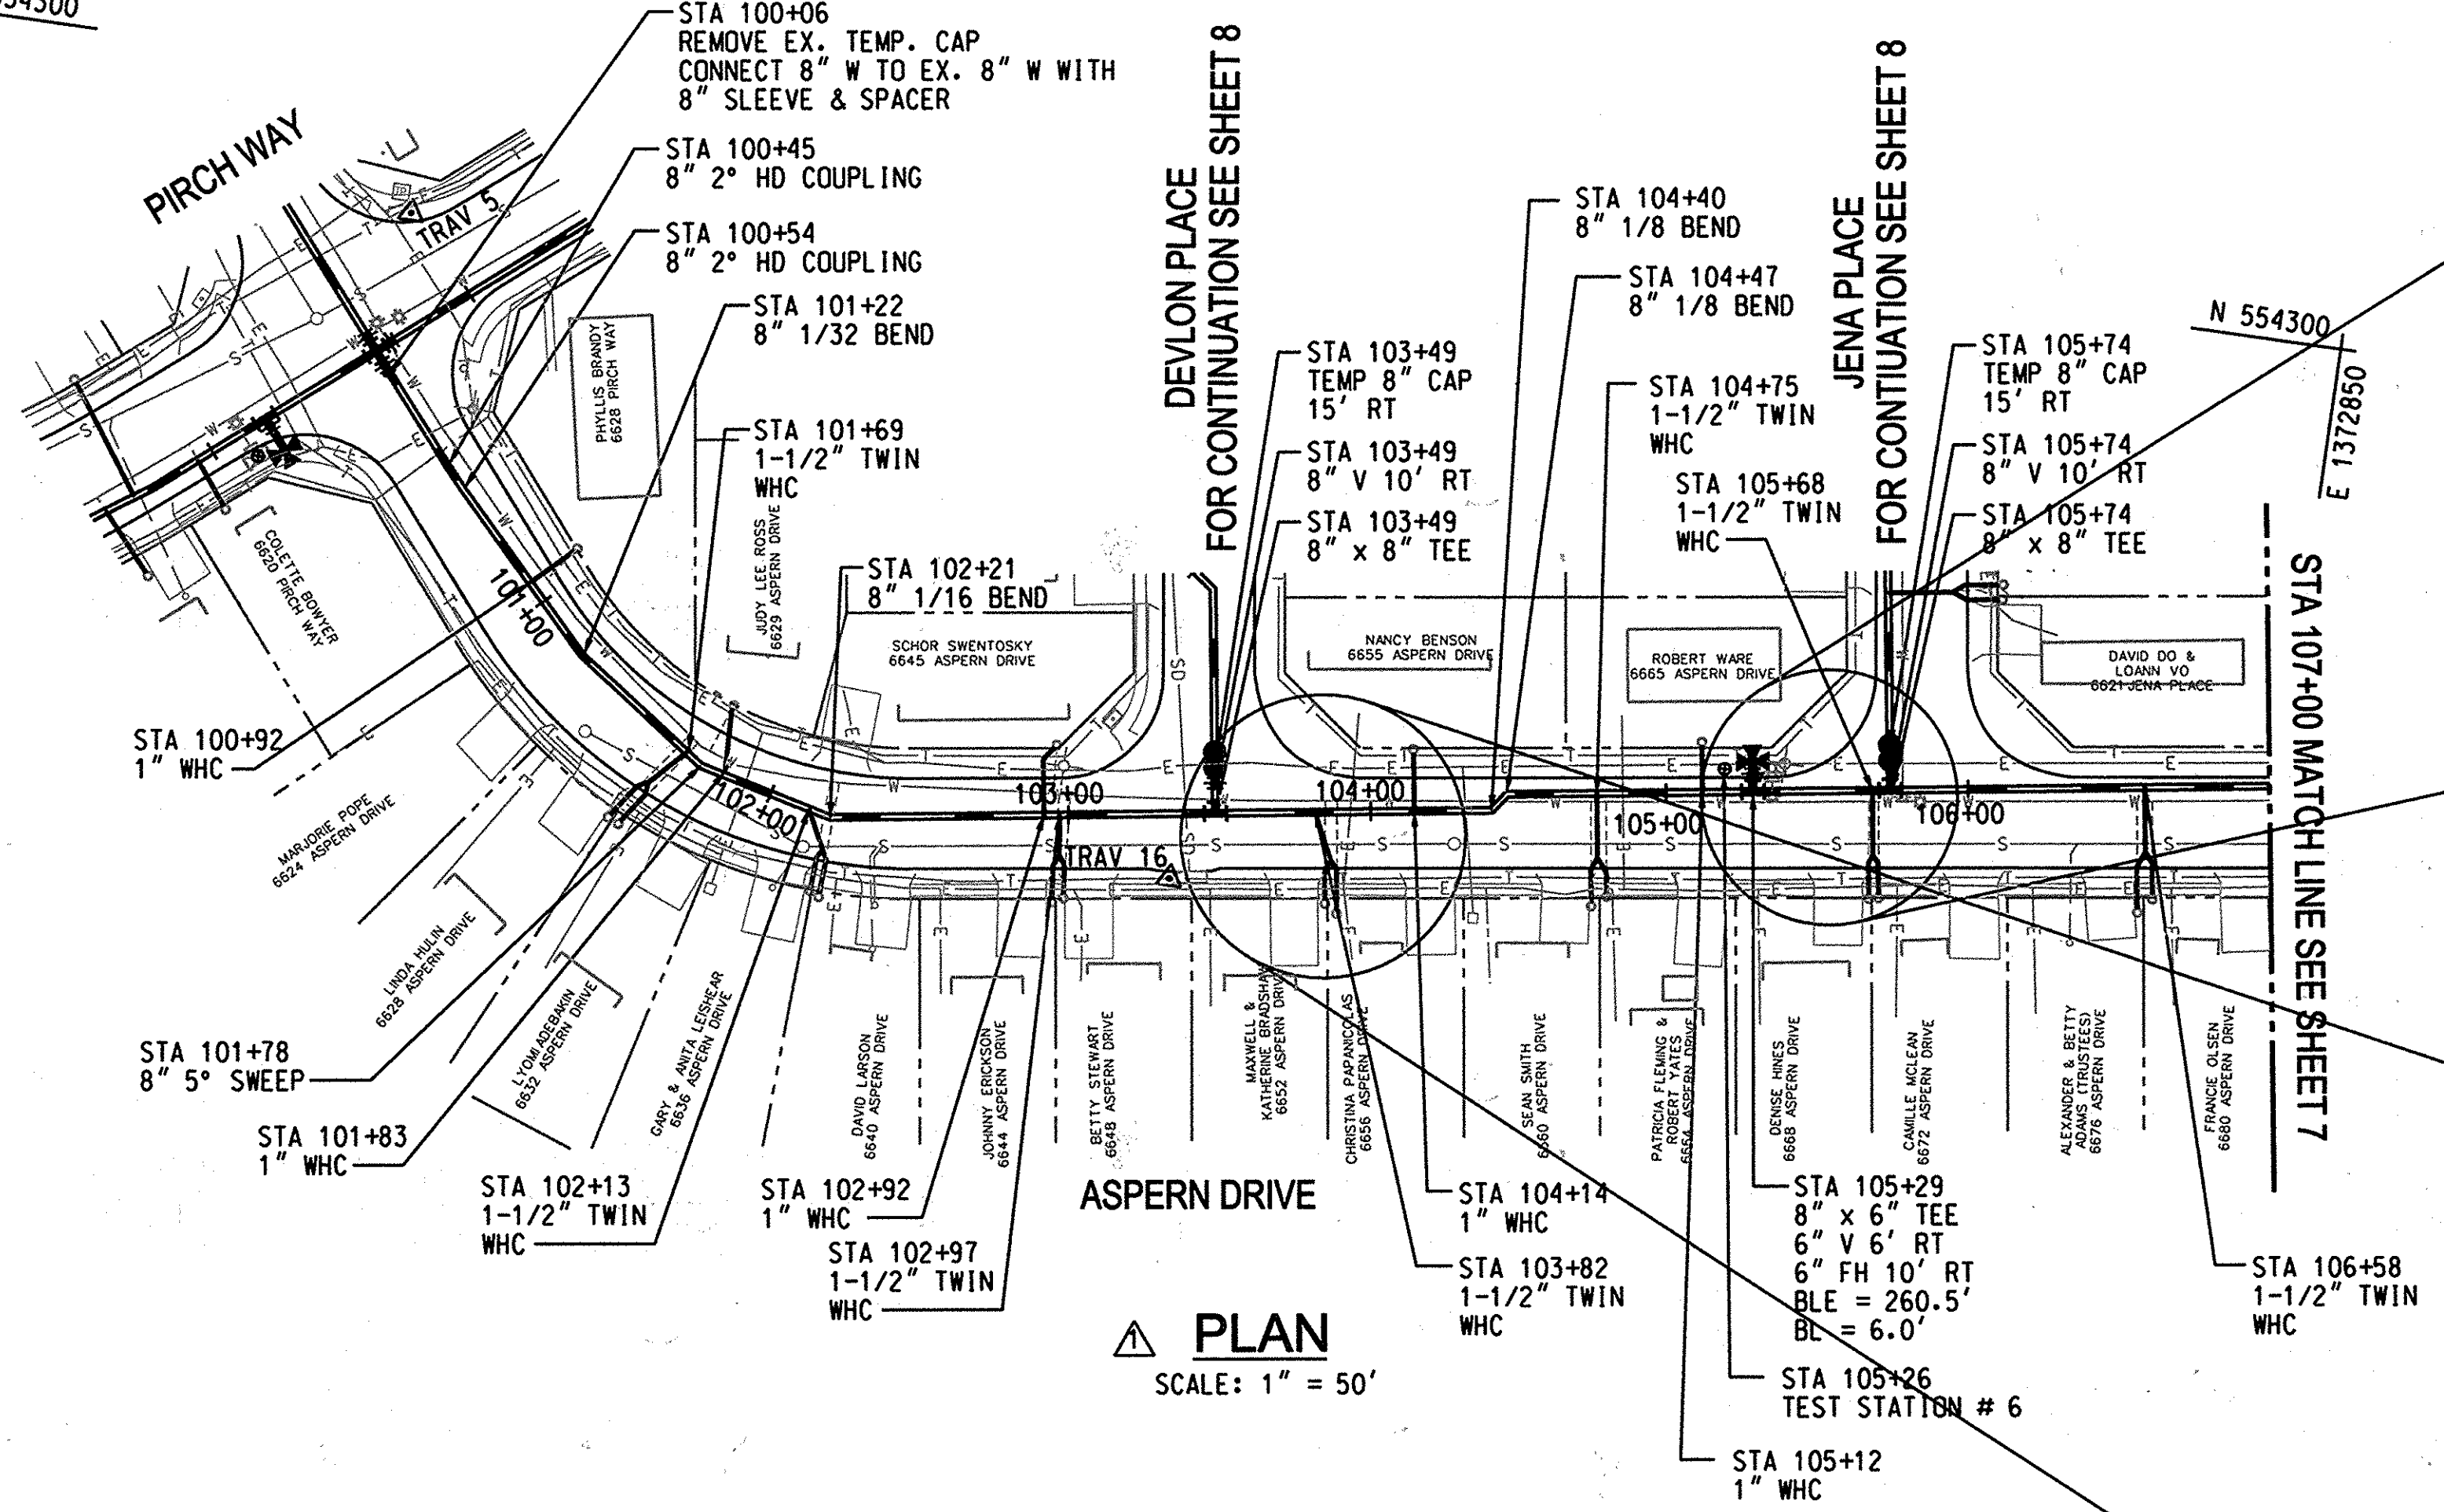 STA 100+06
REMOVE EX. TEMP. CAP
CONNECT 8" W TO EX. 8" W WITH
8" SLEEVE & SPACER
PIRCH WAY
TRAV 5
STA 100+45
8" 2° HD COUPLING
STA 100+54
8" 2° HD COUPLING
STA 101+22
8" 1/32 BEND
PHYLLIS BRANDY
6628 PIRCH WAY
STA 101+69
1-1/2" TWIN
WHC
JUDY LEE ROSS
6629 ASPERN DRIVE
STA 102+21
8" 1/16 BEND
SCHOR SWENTOSKY
6645 ASPERN DRIVE
DEVLON PLACE
FOR CONTINUATION SEE SHEET 8
STA 103+49
TEMP 8" CAP
15' RT
STA 103+49
8" V 10' RT
STA 103+49
8" x 8" TEE
STA 104+40
8" 1/8 BEND
STA 104+47
8" 1/8 BEND
STA 104+75
1-1/2" TWIN
WHC
STA 105+68
1-1/2" TWIN
WHC
JENA PLACE
FOR CONTIUATION SEE SHEET 8
STA 105+74
TEMP 8" CAP
15' RT
STA 105+74
8" V 10' RT
STA 105+74
8" x 8" TEE
N 554300
E 1372850
NANCY BENSON
6655 ASPERN DRIVE
ROBERT WARE
6665 ASPERN DRIVE
DAVID DO &
LOANN VO
6621 JENA PLACE
STA 107+00 MATCH LINE SEE SHEET 7
COLETTE BOWYER
6620 PIRCH WAY
101+00
102+00
103+00
104+00
105+00
106+00
SD
TRAV 16
STA 100+92
1" WHC
MARJORIE POPE
6624 ASPERN DRIVE
LINDA HULIN
6628 ASPERN DRIVE
LYOMI ADEBAKIN
6632 ASPERN DRIVE
GARY & ANITA LEISHEAR
6636 ASPERN DRIVE
DAVID LARSON
6640 ASPERN DRIVE
JOHNNY ERICKSON
6644 ASPERN DRIVE
BETTY STEWART
6648 ASPERN DRIVE
MAXWELL &
KATHERINE BRADSHAW
6652 ASPERN DRIVE
CHRISTINA PAPANICOLAS
6656 ASPERN DRIVE
SEAN SMITH
6660 ASPERN DRIVE
PATRICIA FLEMING &
ROBERT YATES
6664 ASPERN DRIVE
DENISE HINES
6668 ASPERN DRIVE
CAMILLE MCLEAN
6672 ASPERN DRIVE
ALEXANDER & BETTY
ADAMS (TRUSTEES)
6676 ASPERN DRIVE
FRANCIE OLSEN
6680 ASPERN DRIVE
STA 101+78
8" 5° SWEEP
STA 101+83
1" WHC
STA 102+13
1-1/2" TWIN
WHC
STA 102+92
1" WHC
STA 102+97
1-1/2" TWIN
WHC
ASPERN DRIVE
STA 104+14
1" WHC
STA 103+82
1-1/2" TWIN
WHC
STA 105+29
8" x 6" TEE
6" V 6' RT
6" FH 10' RT
BLE = 260.5'
BL = 6.0'
STA 105+26
TEST STATION # 6
STA 105+12
1" WHC
STA 106+58
1-1/2" TWIN
WHC
1 PLAN
SCALE: 1" = 50'